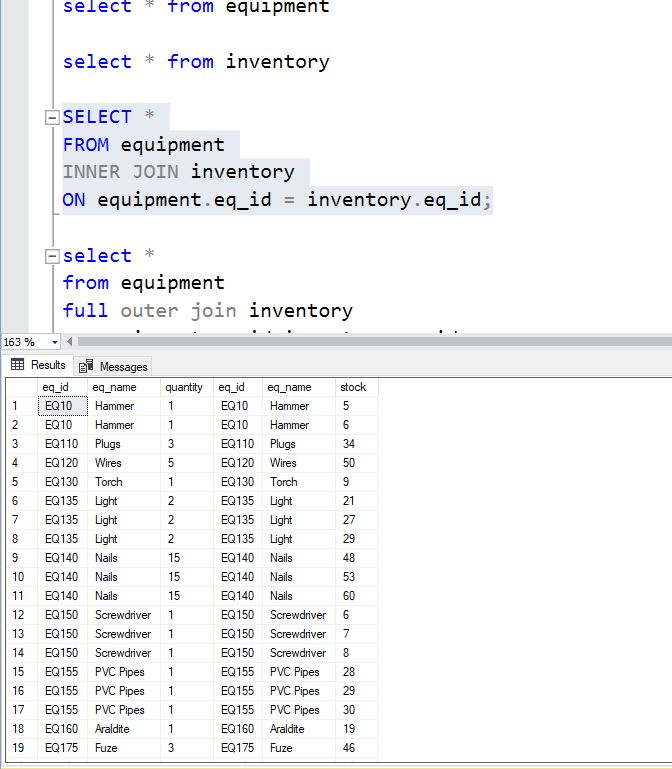 select * from equipment
select * from inventory
SELECT *
FROM equipment
INNER JOIN inventory
ON equipment.eq_id = inventory.eq_id;
select *
from equipment
full outer join inventory
163 %
Results Messages
eq_id eq_name quantity eq_id eq_name stock
1 EQ10 Hammer 1 EQ10 Hammer 5
2 EQ10 Hammer 1 EQ10 Hammer 6
3 EQ110 Plugs 3 EQ110 Plugs 34
4 EQ120 Wires 5 EQ120 Wires 50
5 EQ130 Torch 1 EQ130 Torch 9
6 EQ135 Light 2 EQ135 Light 21
7 EQ135 Light 2 EQ135 Light 27
8 EQ135 Light 2 EQ135 Light 29
9 EQ140 Nails 15 EQ140 Nails 48
10 EQ140 Nails 15 EQ140 Nails 53
11 EQ140 Nails 15 EQ140 Nails 60
12 EQ150 Screwdriver 1 EQ150 Screwdriver 6
13 EQ150 Screwdriver 1 EQ150 Screwdriver 7
14 EQ150 Screwdriver 1 EQ150 Screwdriver 8
15 EQ155 PVC Pipes 1 EQ155 PVC Pipes 28
16 EQ155 PVC Pipes 1 EQ155 PVC Pipes 29
17 EQ155 PVC Pipes 1 EQ155 PVC Pipes 30
18 EQ160 Araldite 1 EQ160 Araldite 19
19 EQ175 Fuze 3 EQ175 Fuze 46